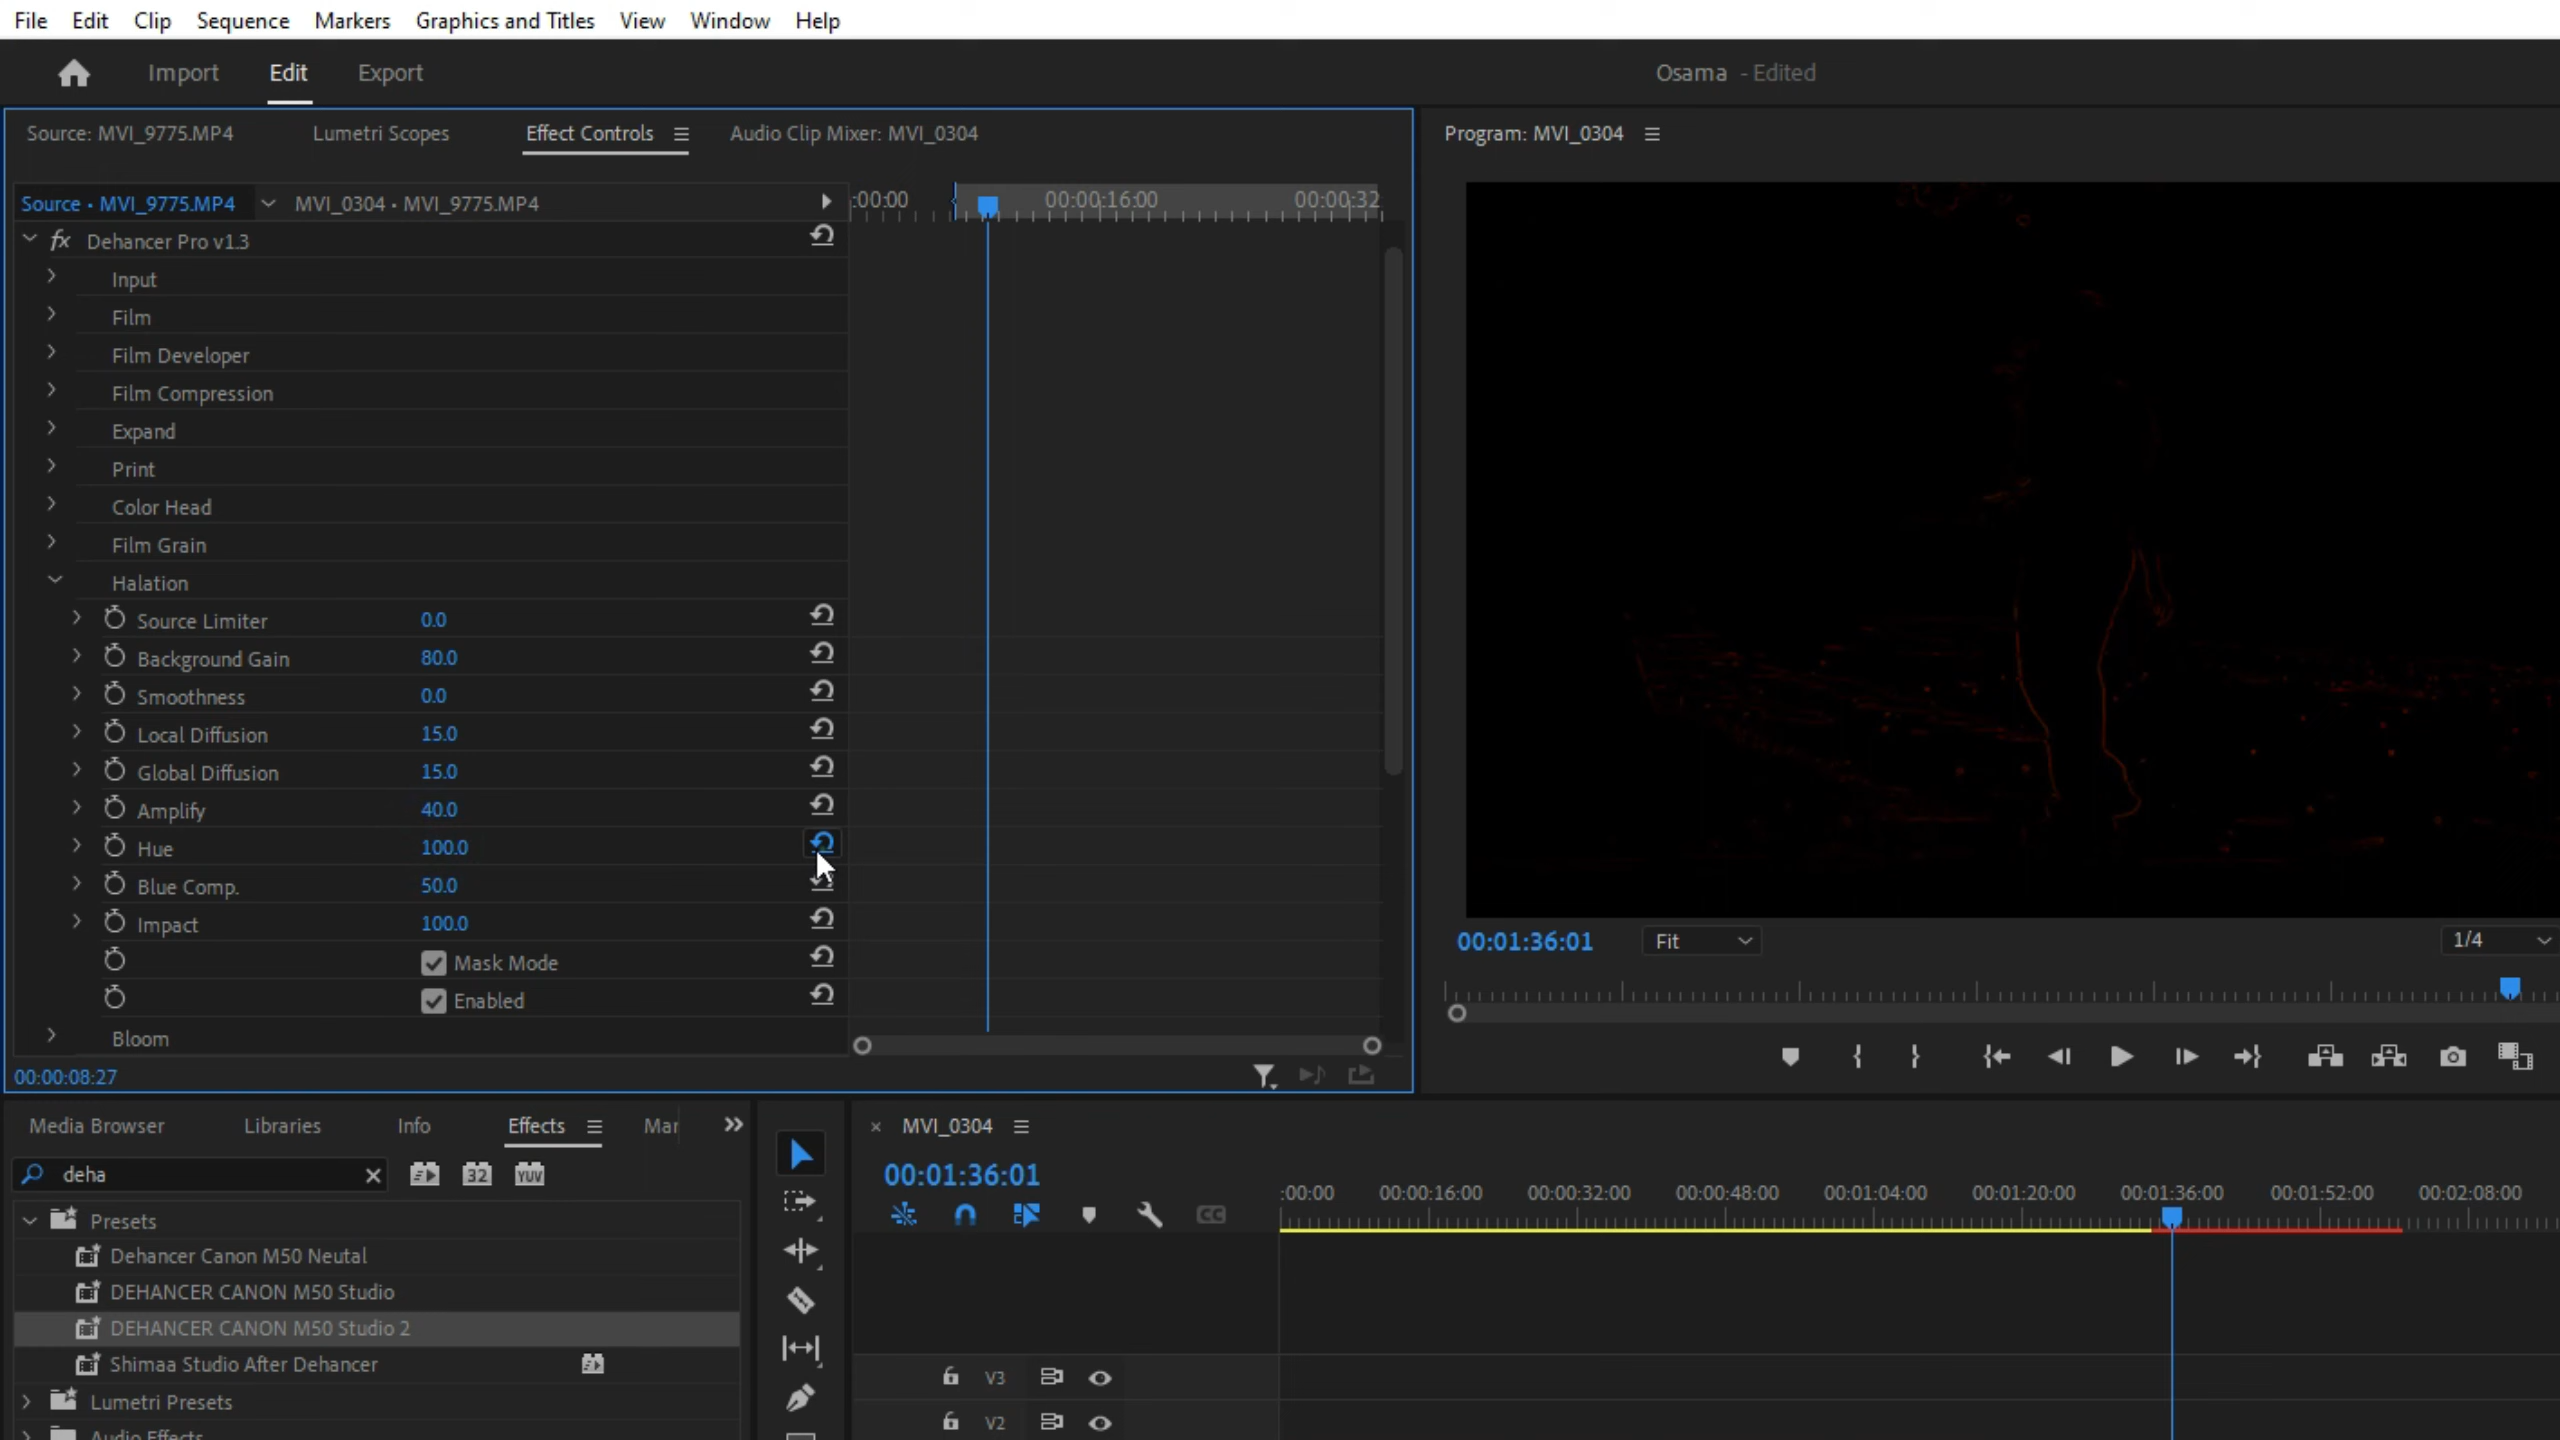 File Edit Clip Sequence Markers Graphics and Titles View Window Help
Import Edit Export
Osama - Edited
Source: MVI_9775.MP4 Lumetri Scopes Effect Controls Audio Clip Mixer: MVI_0304
Program: MVI_0304
Source • MVI_9775.MP4 MVI_0304 • MVI_9775.MP4
:00:00 00:00:16:00 00:00:32
fx Dehancer Pro v1.3
Input
Film
Film Developer
Film Compression
Expand
Print
Color Head
Film Grain
Halation
Source Limiter 0.0
Background Gain 80.0
Smoothness 0.0
Local Diffusion 15.0
Global Diffusion 15.0
Amplify 40.0
Hue 100.0
Blue Comp. 50.0
Impact 100.0
Mask Mode
Enabled
Bloom
00:00:08:27
00:01:36:01 Fit 1/4
Media Browser Libraries Info Effects Mar
deha
32 YUV
Presets
Dehancer Canon M50 Neutal
DEHANCER CANON M50 Studio
DEHANCER CANON M50 Studio 2
Shimaa Studio After Dehancer
Lumetri Presets
Audio Effects
MVI_0304
00:01:36:01
CC
:00:00 00:00:16:00 00:00:32:00 00:00:48:00 00:01:04:00 00:01:20:00 00:01:36:00 00:01:52:00 00:02:08:00
V3
V2